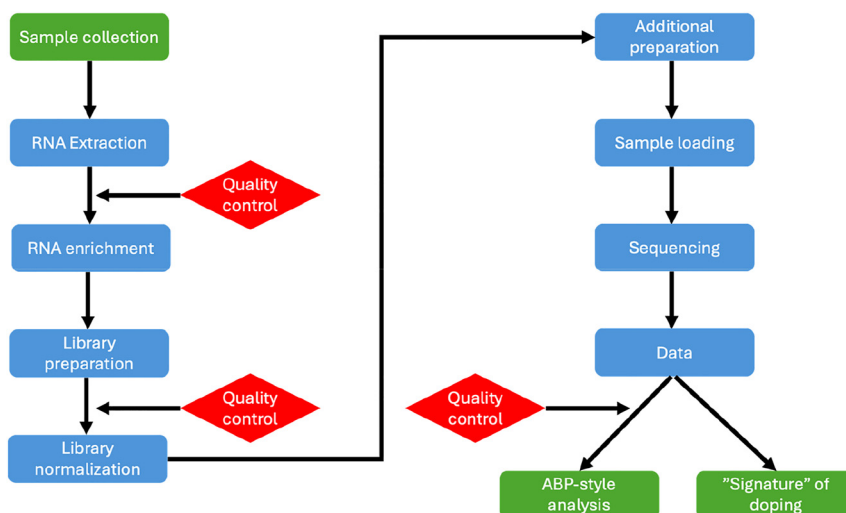 Sample collection
RNA Extraction
Quality
control
RNA enrichment
Library
preparation
Quality
control
Library
normalization
Additional
preparation
Sample loading
Sequencing
Data
Quality
control
ABP-style
analysis
”Signature” of
doping